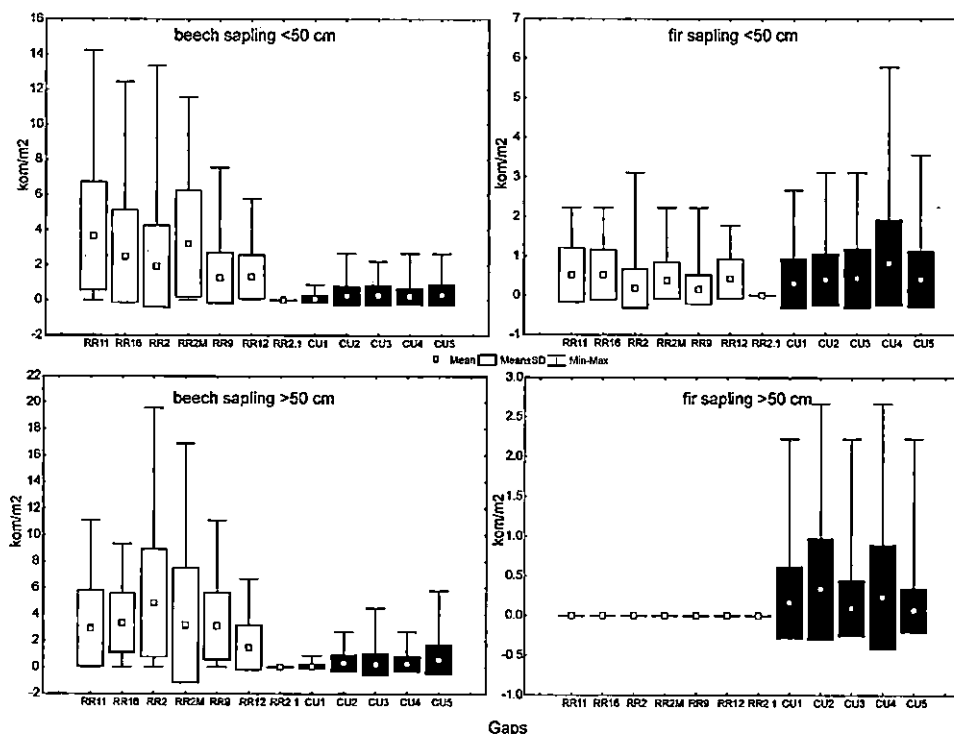 beech sapling <50 cm
16
14
12
10
8
6
4
2
0
-2
kom/m2
RR11 RR16 RR2 RR2M RR9 RR12 RR2.1 CU1 CU2 CU3 CU4 CU5
fir sapling <50cm
7
6
5
4
3
2
1
0
-1
kom/m2
RR11 RR16 RR2 RR2M RR9 RR12 RR2.1 CU1 CU2 CU3 CU4 CU5
Mean Mean±SD Min-Max
beech sapling >50 cm
22
20
18
16
14
12
10
8
6
4
2
0
-2
kom/m2
RR11 RR16 RR2 RR2M RR9 RR12 RR2 1 CU1 CU2 CU3 CU4 CU5
fir sapling >50 cm
3.0
2.5
2.0
1.5
1.0
0.5
0.0
-0.5
-1.0
kom/m2
RR11 RR16 RR2 RR2M RR9 RR12 RR2 1 CU1 CU2 CU3 CU4 CU5
Gaps